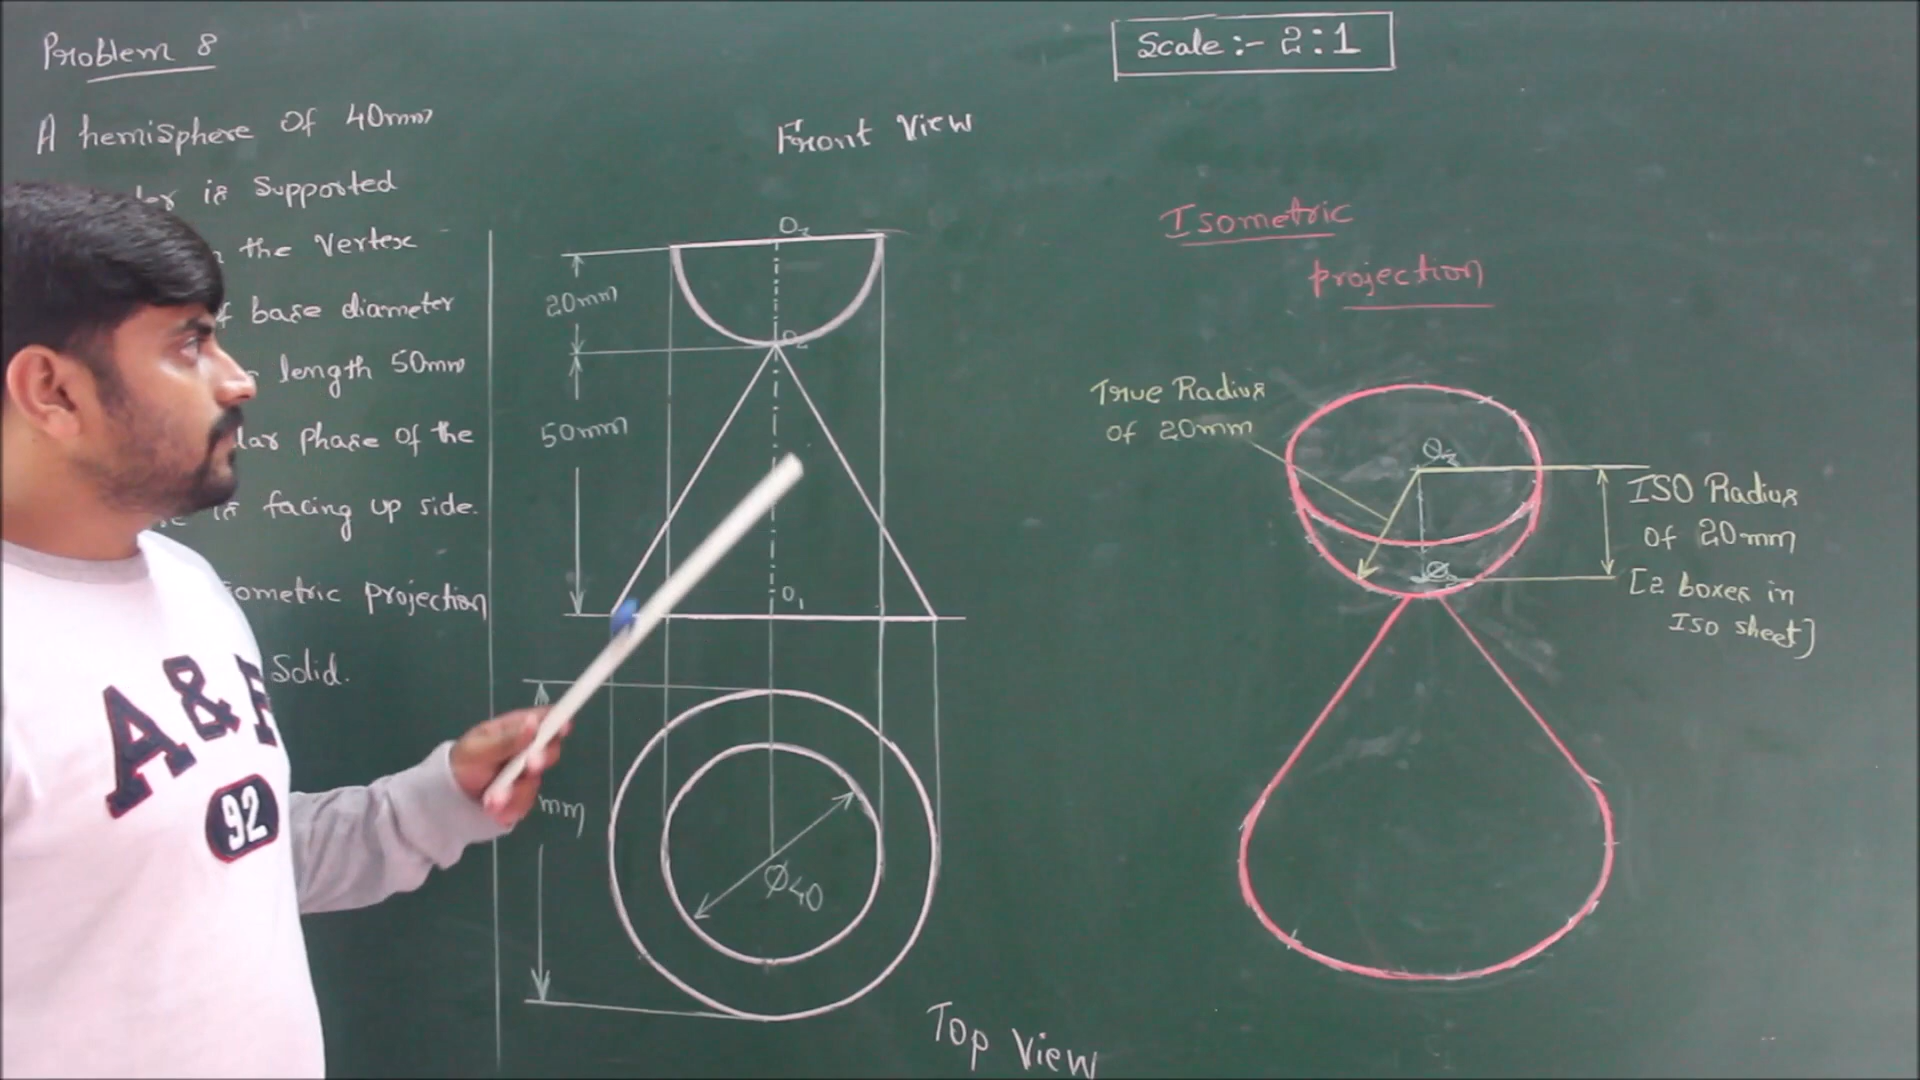 Problem 8
A hemisphere of 40mm
is supported
the vertex
base diameter
length 50mm
phase of the
is facing up side.
projection
Solid.
Scale :- 2:1
Front View
O3
20mm
O2
50mm
O1
mm
Ø40
Top View
Isometric
projection
True Radius
of 20mm
O3
ISO Radius
of 20mm
[2 boxes in
ISO sheet]
A&F
92